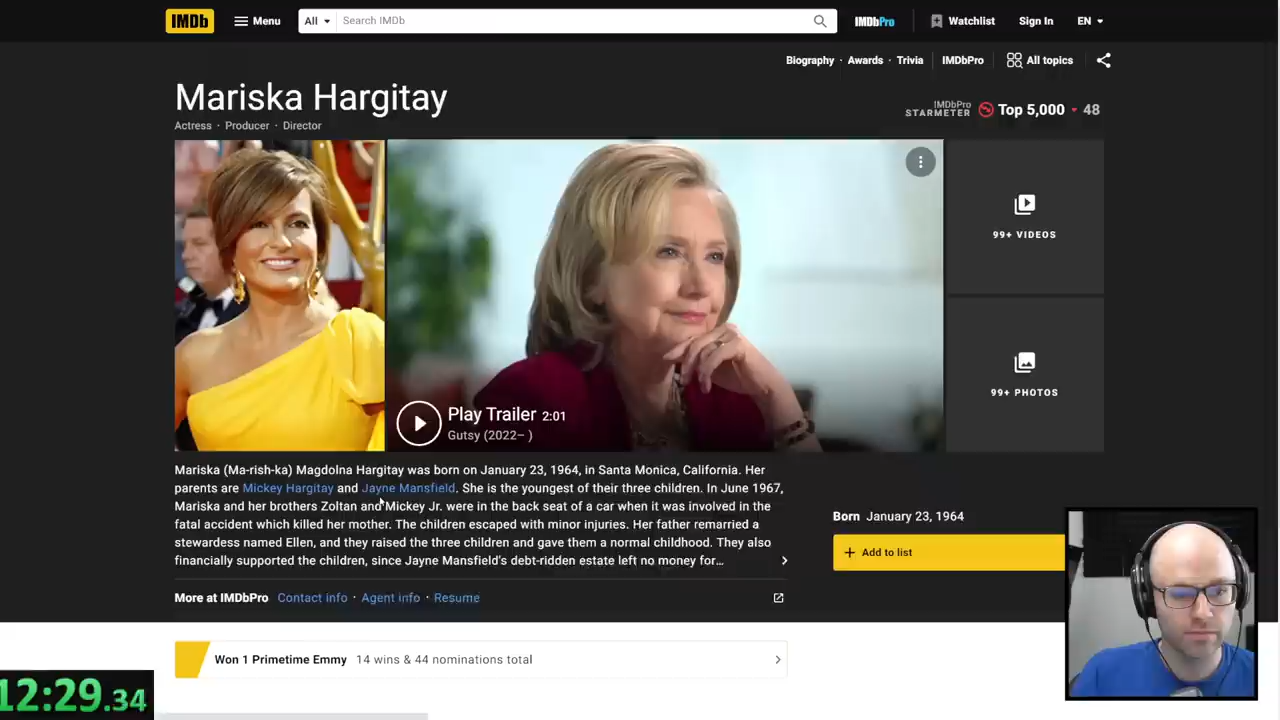 IMDb
Menu
All
Search IMDb
IMDbPro
Watchlist
Sign In
EN
Biography · Awards · Trivia
IMDbPro
All topics
Mariska Hargitay
Actress · Producer · Director
IMDbPro
STARMETER
Top 5,000
48
99+ VIDEOS
99+ PHOTOS
Play Trailer 2:01
Gutsy (2022– )
Mariska (Ma-rish-ka) Magdolna Hargitay was born on January 23, 1964, in Santa Monica, California. Her
parents are Mickey Hargitay and Jayne Mansfield. She is the youngest of their three children. In June 1967,
Mariska and her brothers Zoltan and Mickey Jr. were in the back seat of a car when it was involved in the
fatal accident which killed her mother. The children escaped with minor injuries. Her father remarried a
stewardess named Ellen, and they raised the three children and gave them a normal childhood. They also
financially supported the children, since Jayne Mansfield's debt-ridden estate left no money for...
Born January 23, 1964
Add to list
More at IMDbPro Contact info · Agent info · Resume
Won 1 Primetime Emmy 14 wins & 44 nominations total
12:29.34